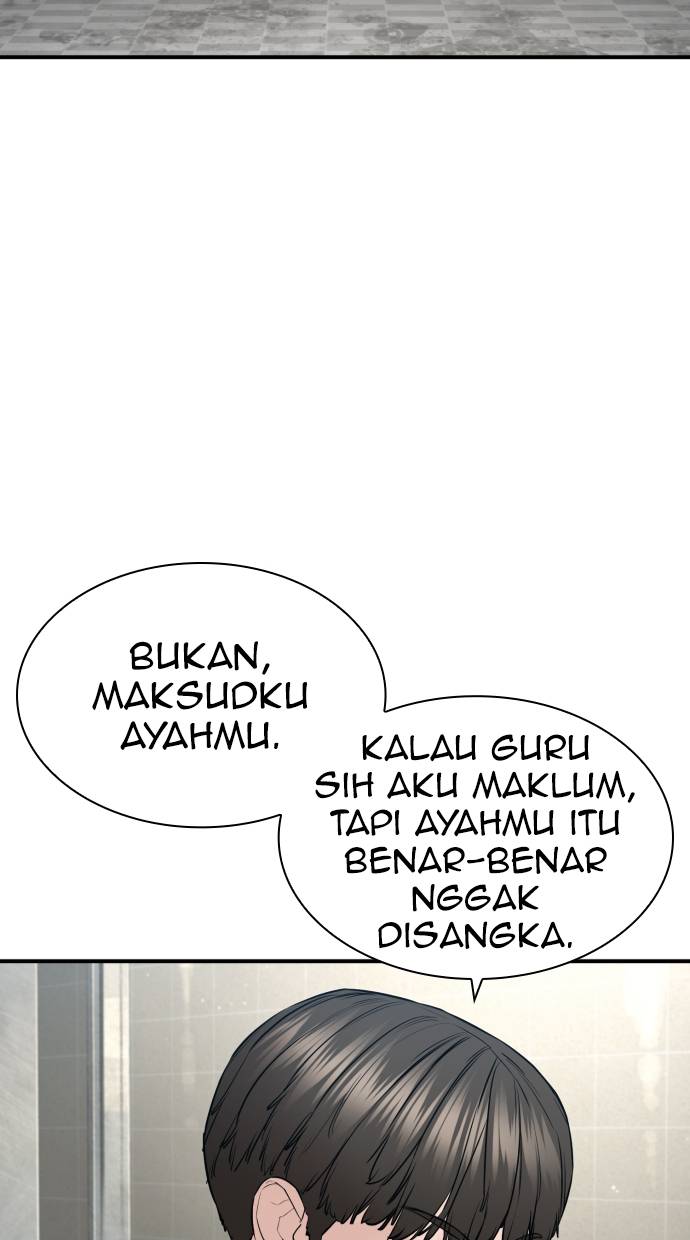 BUKAN,
MAKSUDKU
AYAHMU.
KALAU GURU
SIH AKU MAKLUM,
TAPI AYAHMU ITU
BENAR-BENAR
NGGAK
DISANGKA.